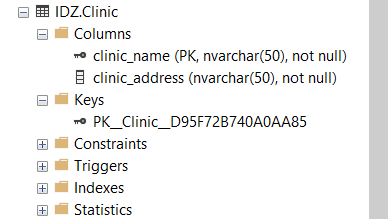 IDZ.Clinic
Columns
clinic_name (PK, nvarchar(50), not null)
clinic_address (nvarchar(50), not null)
Keys
PK__Clinic__D95F72B740A0AA85
Constraints
Triggers
Indexes
Statistics